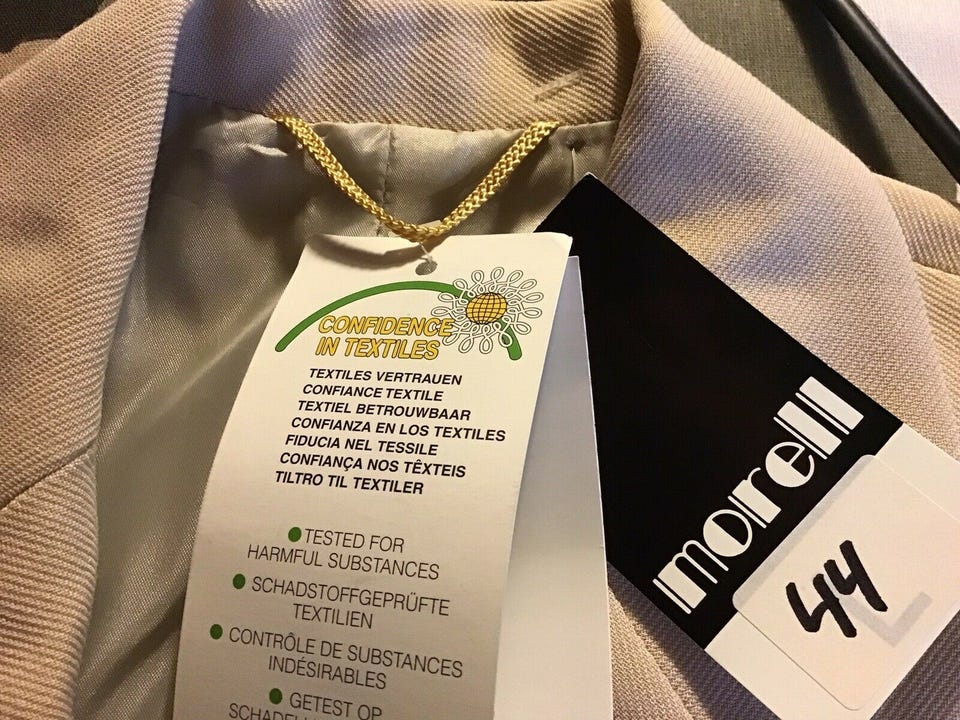 CONFIDENCE
IN TEXTILES
TEXTILES VERTRAUEN
CONFIANCE TEXTILE
TEXTIEL BETROUWBAAR
CONFIANZA EN LOS TEXTILES
FIDUCIA NEL TESSILE
CONFIANÇA NOS TÊXTEIS
TILTRO TIL TEXTILER
TESTED FOR
HARMFUL SUBSTANCES
SCHADSTOFFGEPRÜFTE
TEXTILIEN
CONTRÔLE DE SUBSTANCES
INDÉSIRABLES
GETEST OP
morell
44